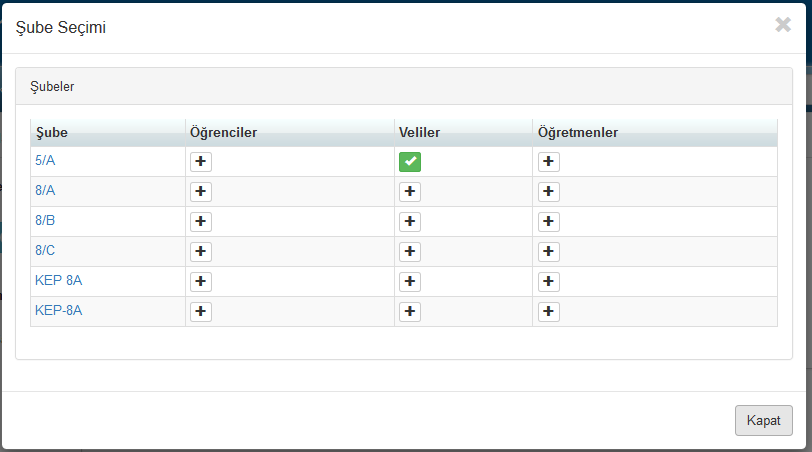 Şube Seçimi
Şubeler
Şube Öğrenciler Veliler Öğretmenler
5/A
8/A
8/B
8/C
KEP 8A
KEP-8A
Kapat